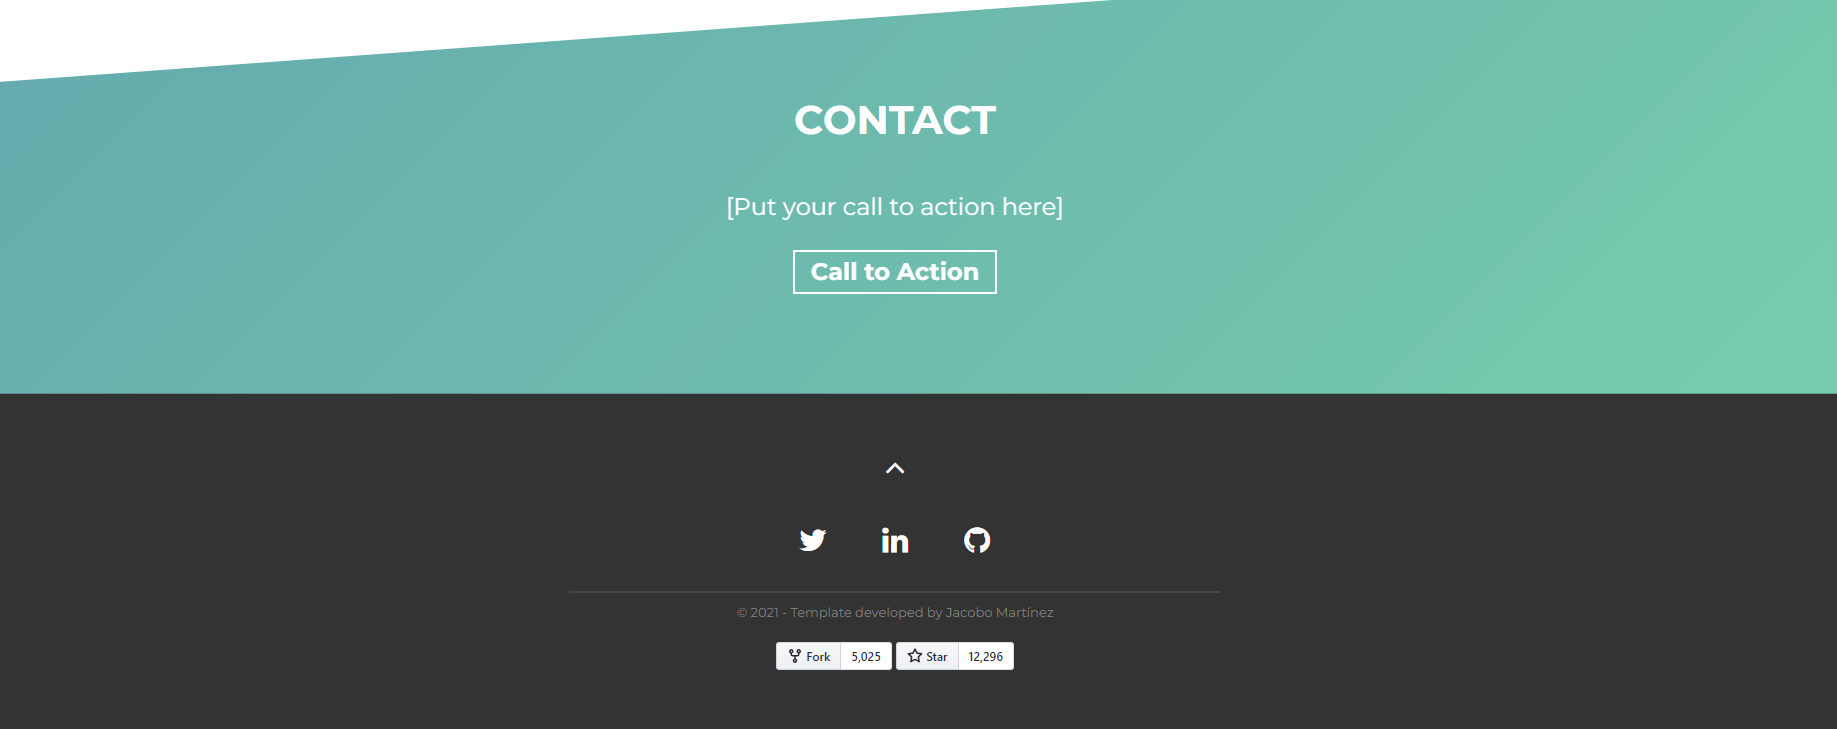 CONTACT
[Put your call to action here]
Call to Action
in
© 2021 - Template developed by Jacobo Martínez
Fork 5,025 Star 12,296